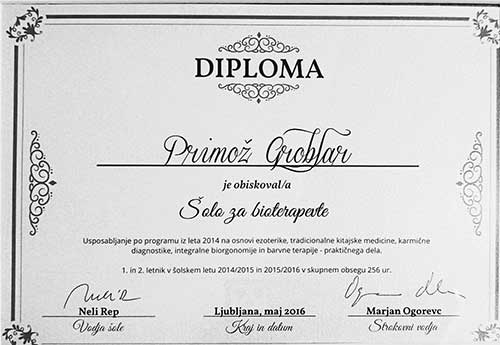 DIPLOMA
Primož Grobljar
je obiskoval/a
Šolo za bioterapevte
Usposabljanje po programu iz leta 2014 na osnovi ezoterike, tradicionalne kitajske medicine, karmične
diagnostike, integralne biorgonomije in barvne terapije - praktičnega dela.
1. in 2. letnik v šolskem letu 2014/2015 in 2015/2016 v skupnem obsegu 256 ur.
Neli Rep
Ljubljana, maj 2016
Marjan Ogorevc
Vodja šole
Kraj in datum
Strokovni vodja